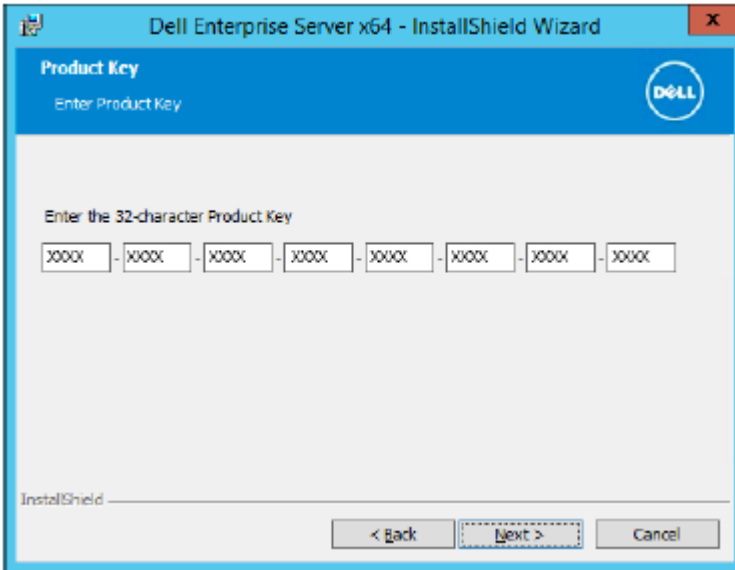 Dell Enterprise Server x64 - InstallShield Wizard
x
Product Key
Enter Product Key
DELL
Enter the 32-character Product Key
XXXX - XXXX - XXXX - XXXX - XXXX - XXXX - XXXX - XXXX
InstallShield
< Back Next > Cancel